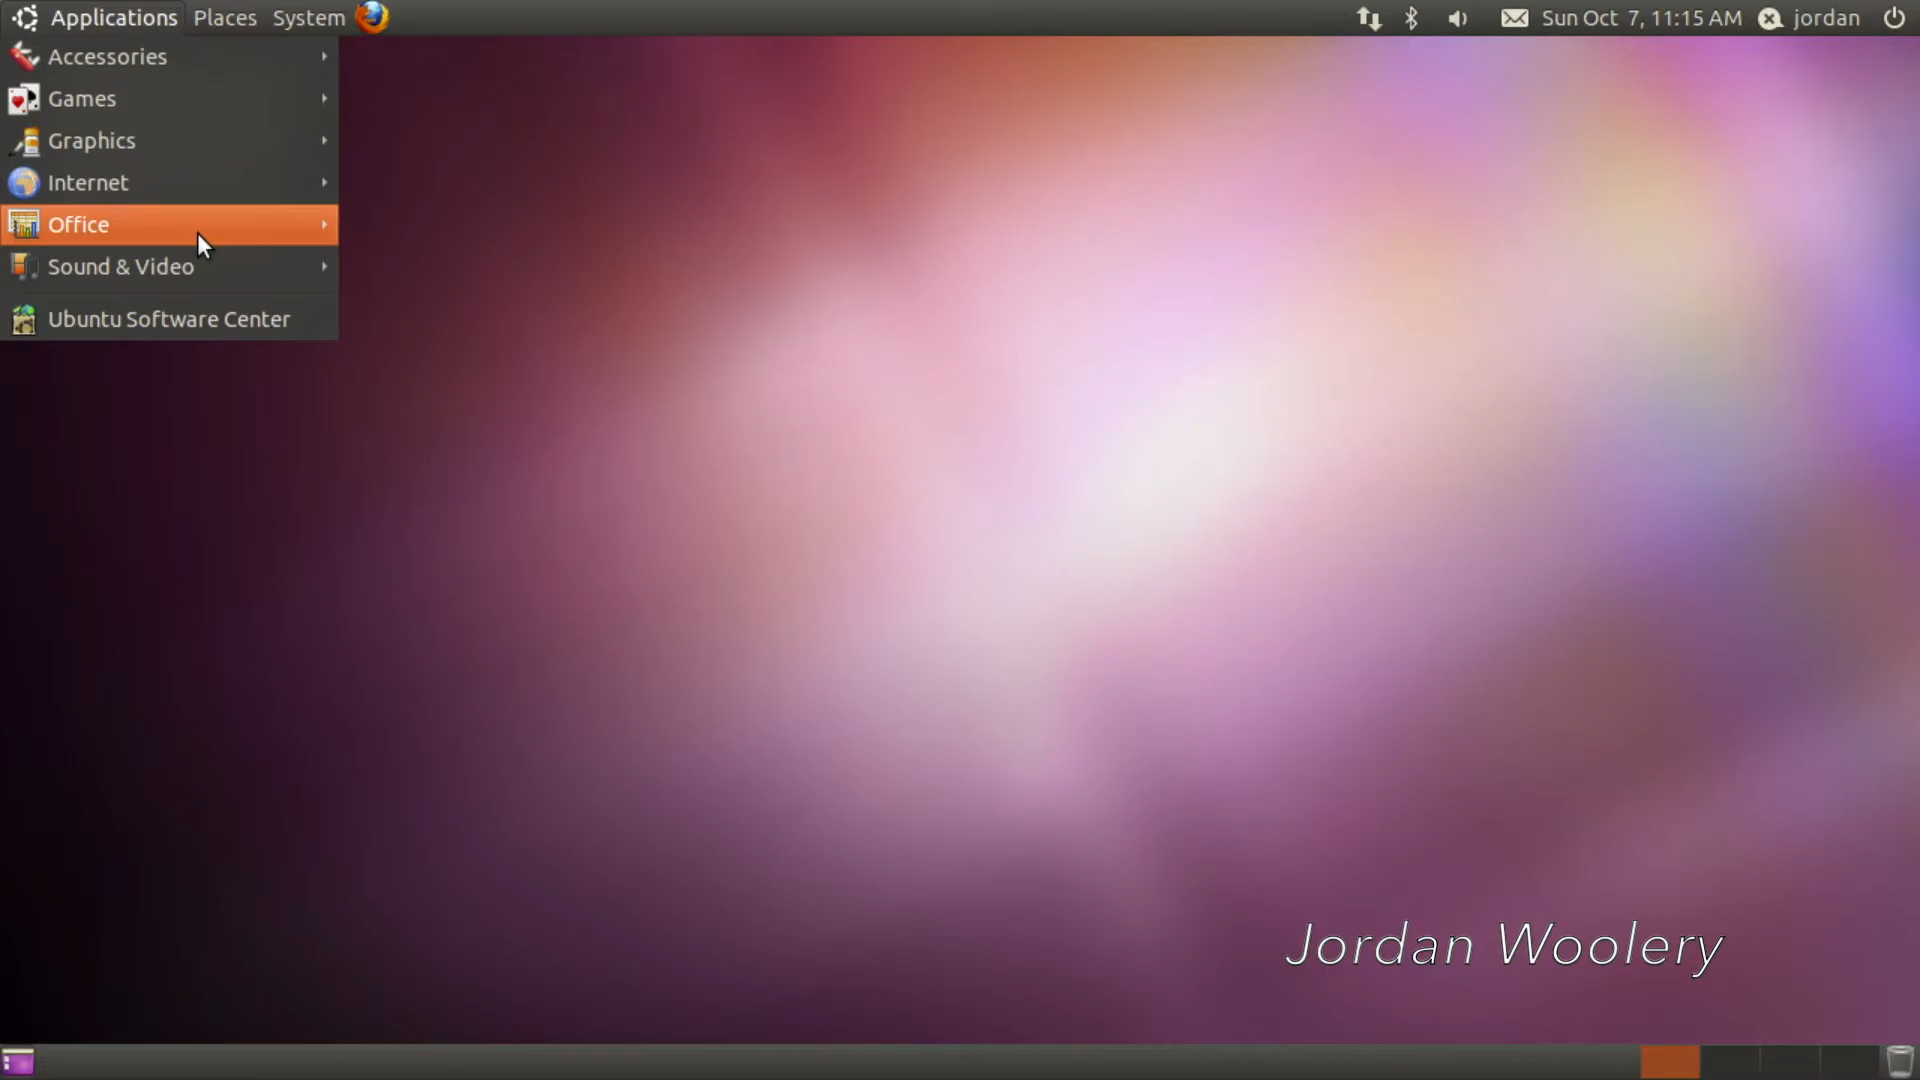 Applications Places System
Sun Oct 7, 11:15 AM jordan
Accessories
Games
Graphics
Internet
Office
Sound & Video
Ubuntu Software Center
Jordan Woolery